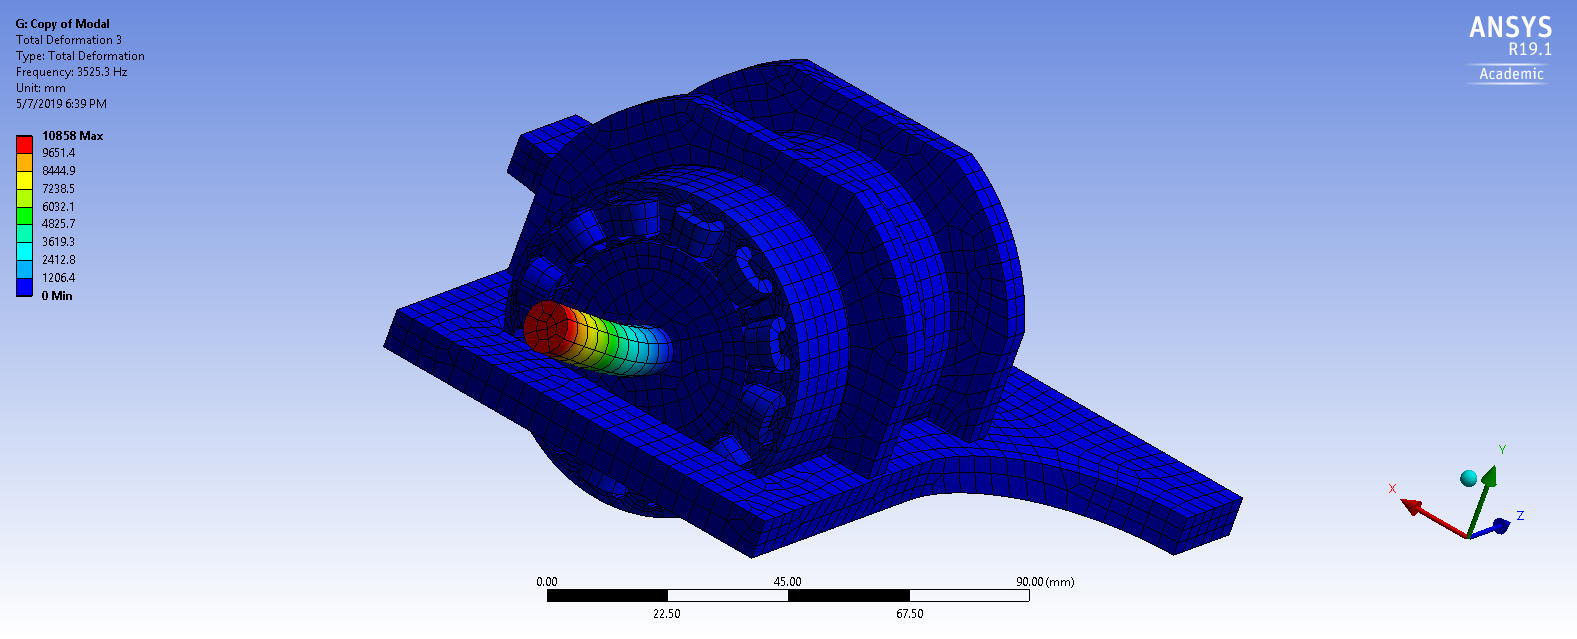 G: Copy of Modal
Total Deformation 3
Type: Total Deformation
Frequency: 3525.3 Hz
Unit: mm
5/7/2019 6:39 PM
10858 Max
9651.4
8444.9
7238.5
6032.1
4825.7
3619.3
2412.8
1206.4
0 Min
ANSYS
R19.1
Academic
Y
X
Z
0.00 45.00 90.00 (mm)
22.50 67.50